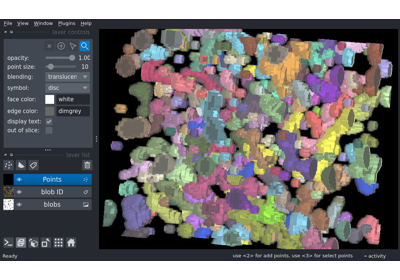 File View Window Plugins Help
layer controls
opacity: 1.00
point size: 10
blending: translucen
symbol: disc
face color: white
edge color: dimgrey
display text:
out of slice:
layer list
Points
blob ID
blobs
Ready
use <2> for add points, use <3> for select points
activity